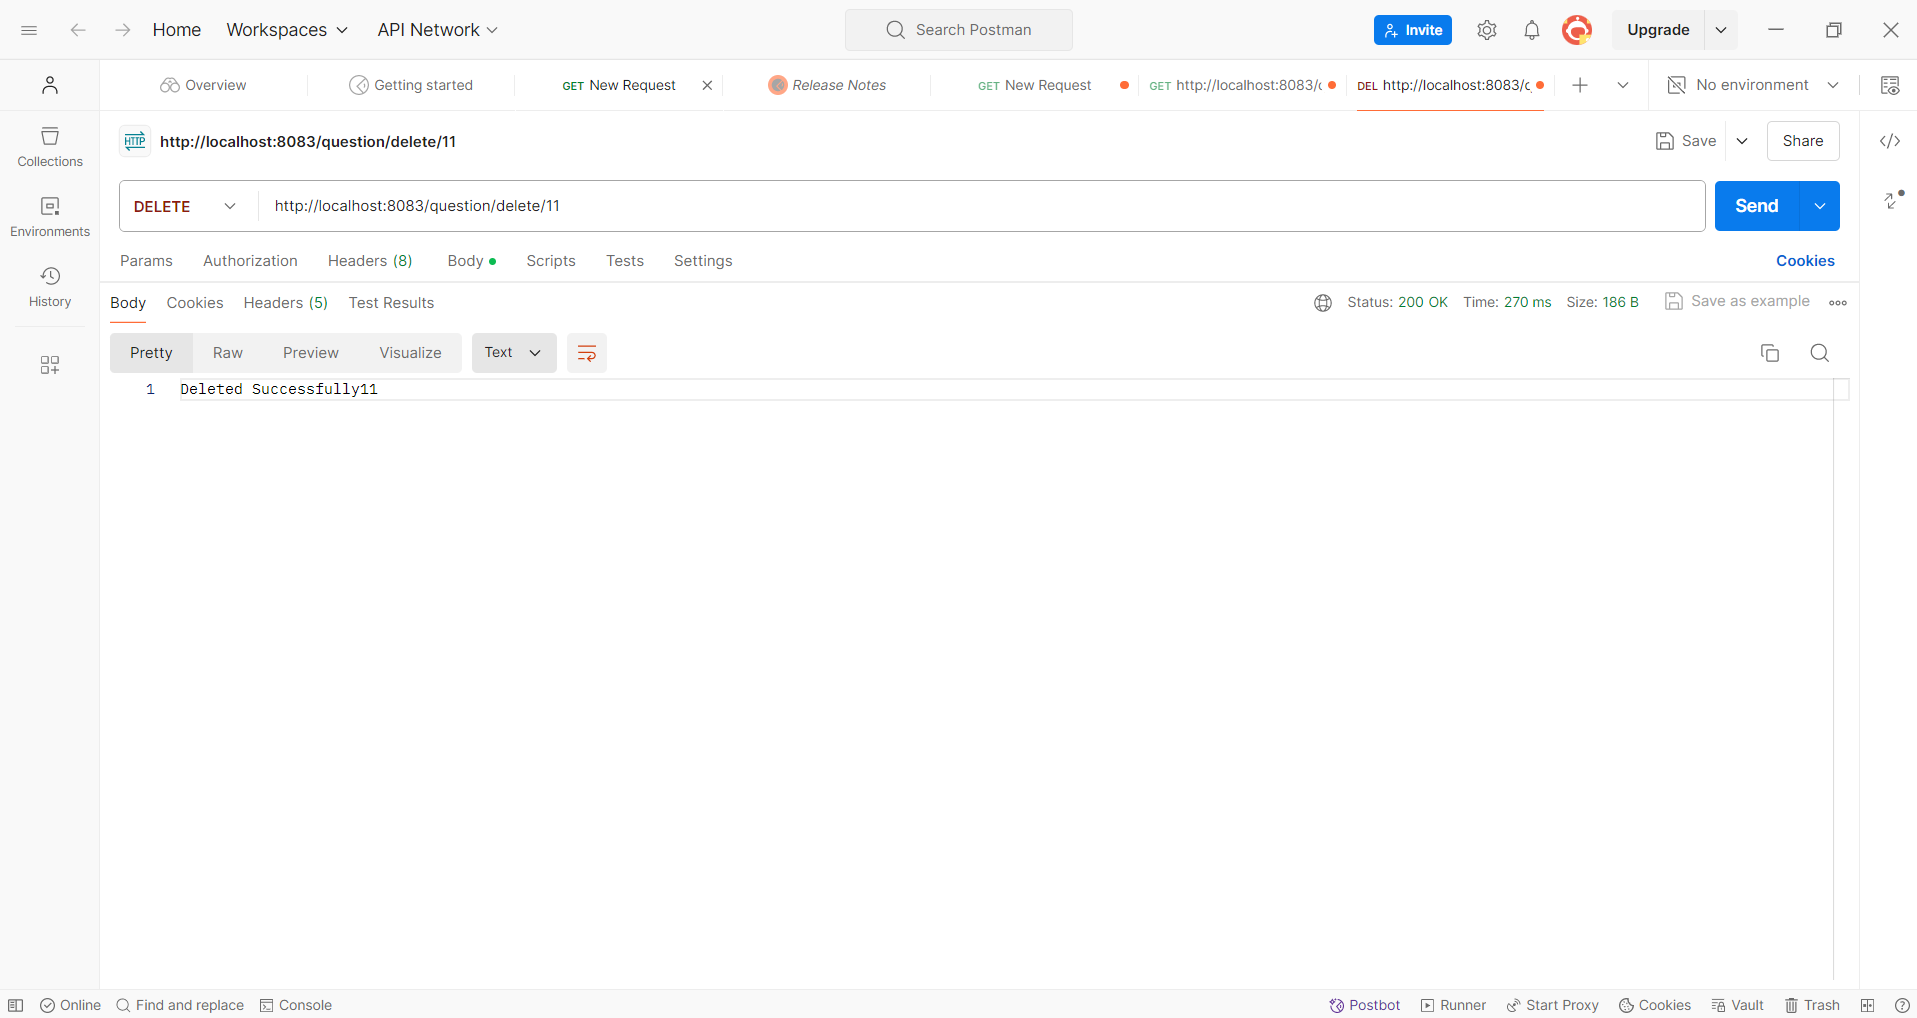 Home Workspaces API Network Search Postman Invite Upgrade
Overview Getting started GET New Request Release Notes GET New Request GET http://localhost:8083/c DEL http://localhost:8083/c No environment
HTTP http://localhost:8083/question/delete/11 Save Share
Collections
DELETE http://localhost:8083/question/delete/11 Send
Environments
Params Authorization Headers (8) Body Scripts Tests Settings Cookies
History
Body Cookies Headers (5) Test Results Status: 200 OK Time: 270 ms Size: 186 B Save as example
Pretty Raw Preview Visualize Text
1 Deleted Successfully11
Online Find and replace Console Postbot Runner Start Proxy Cookies Vault Trash